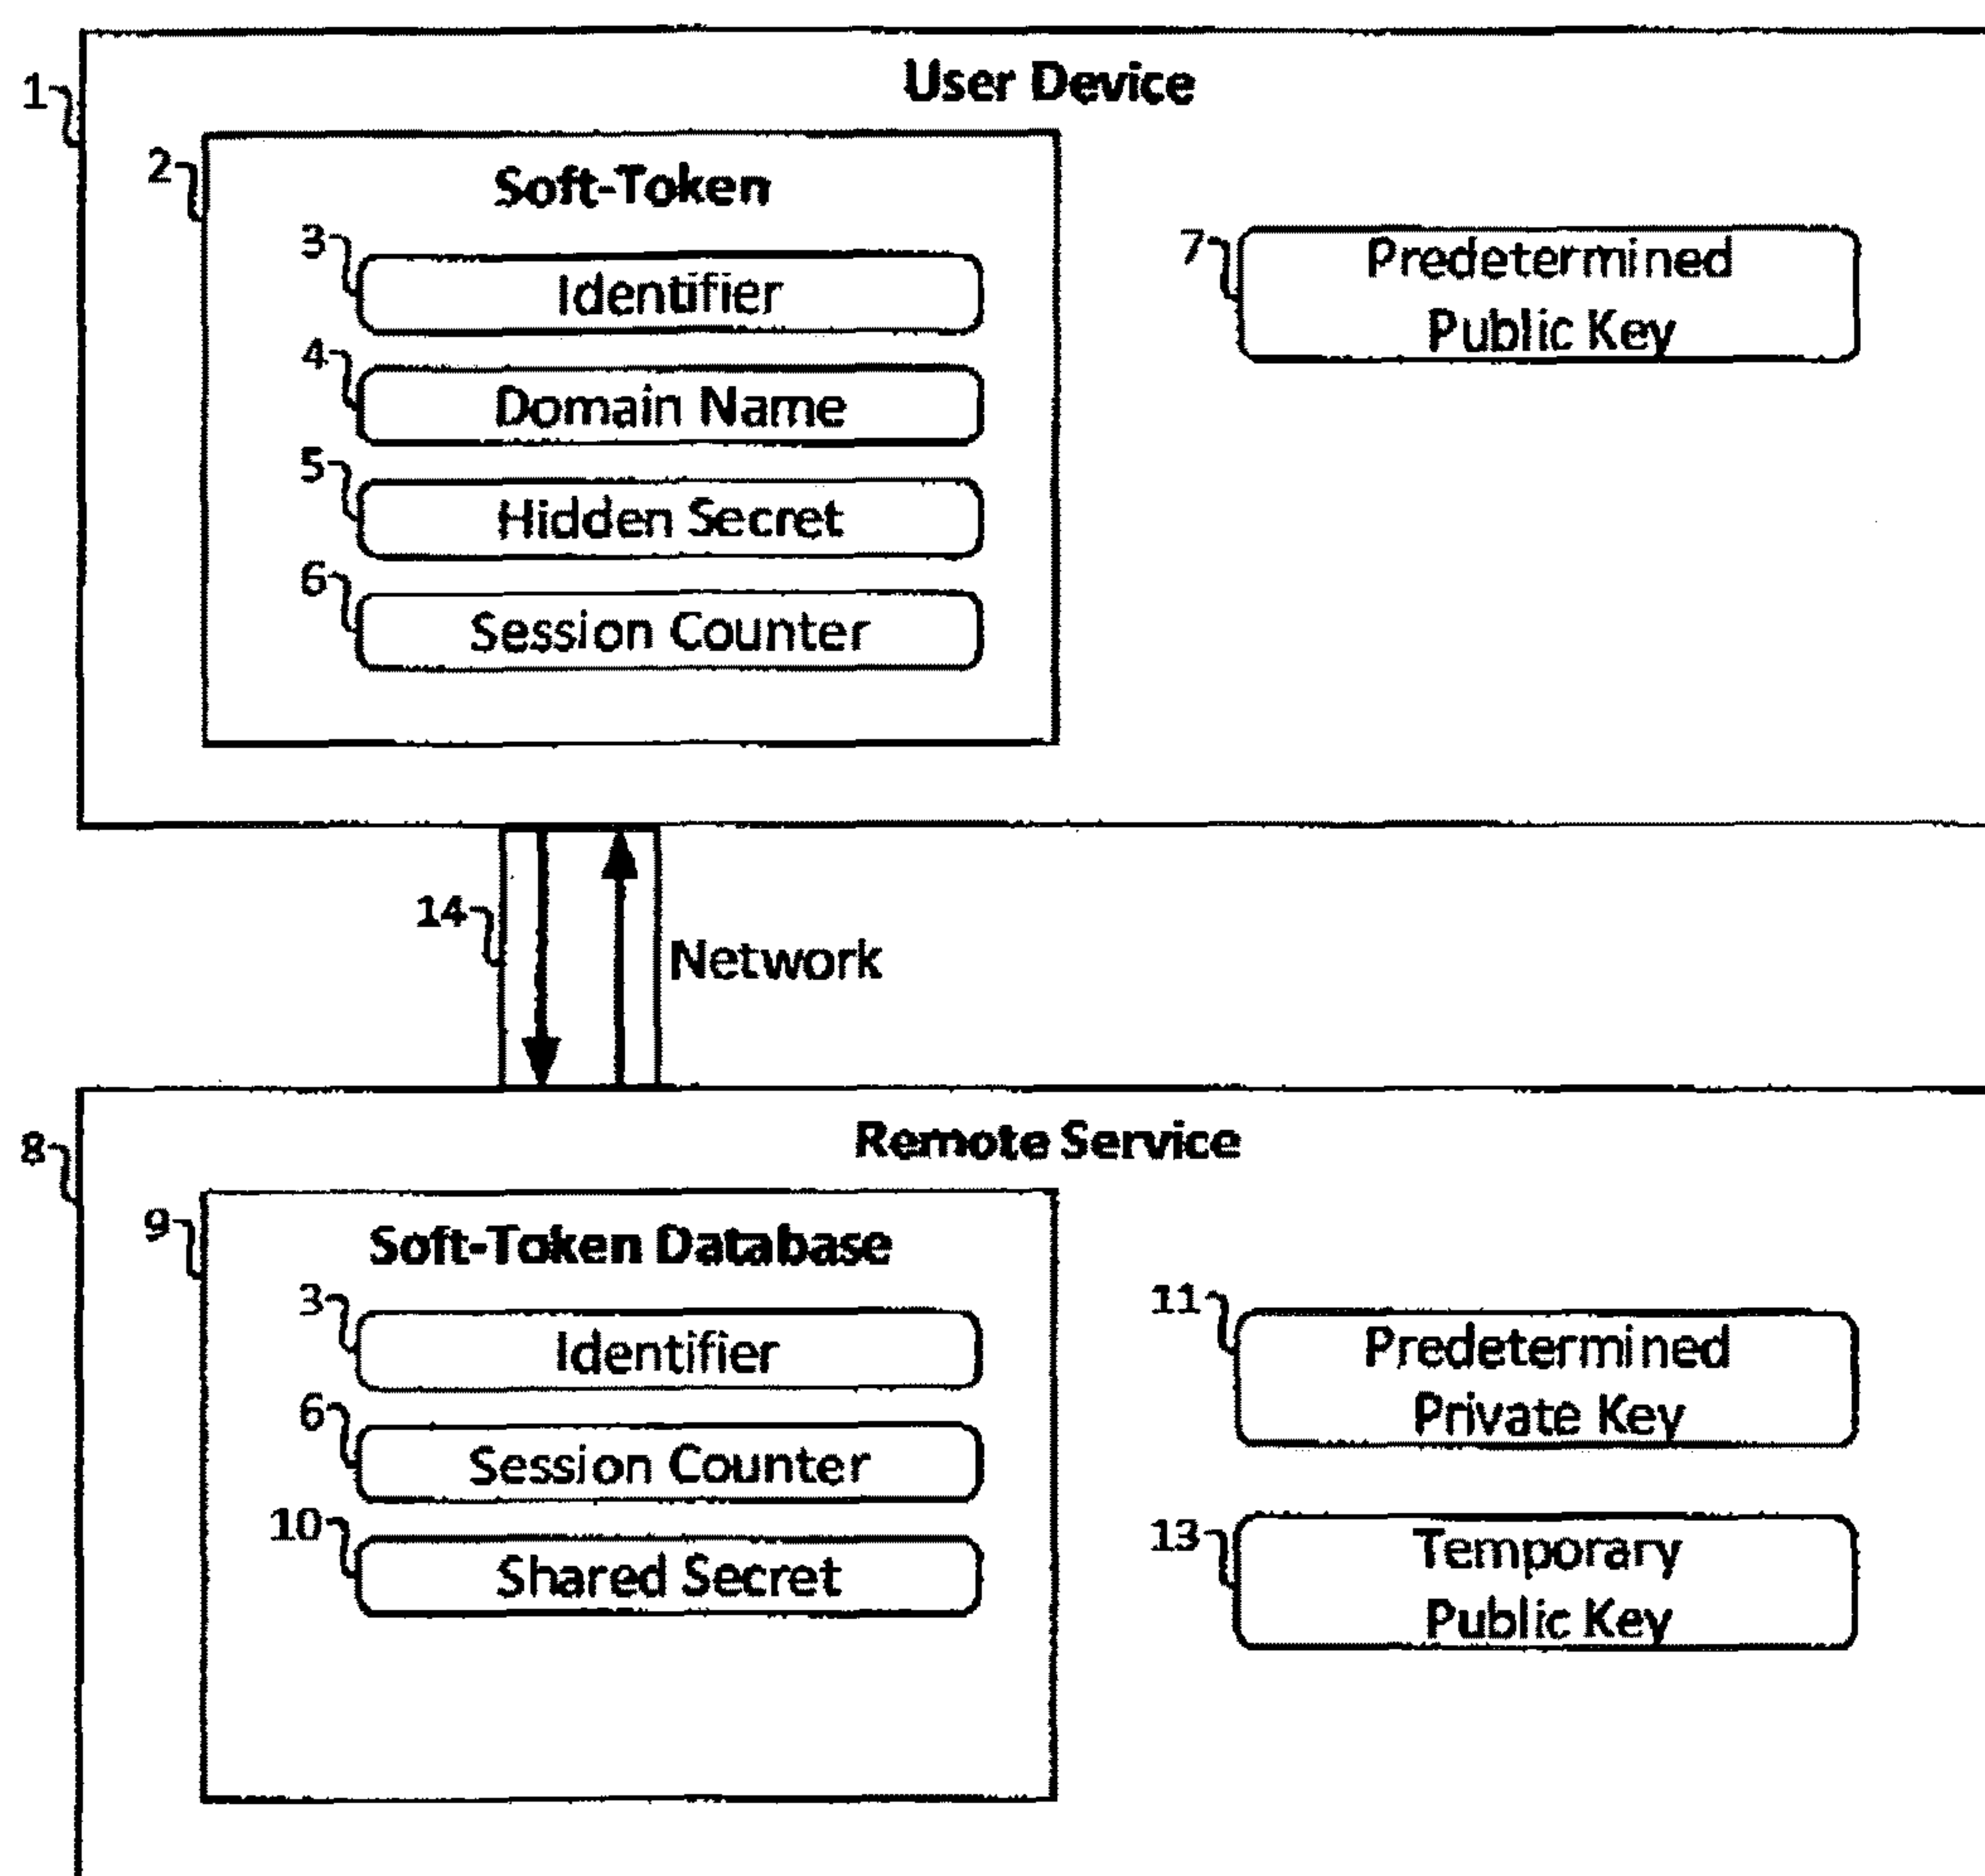 User Device
1
2
Soft-Token
3
Identifier
7
Predetermined
Public Key
4
Domain Name
5
Hidden Secret
6
Session Counter
14
Network
8
Remote Service
9
Soft-Token Database
3
Identifier
11
Predetermined
Private Key
6
Session Counter
10
Shared Secret
13
Temporary
Public Key